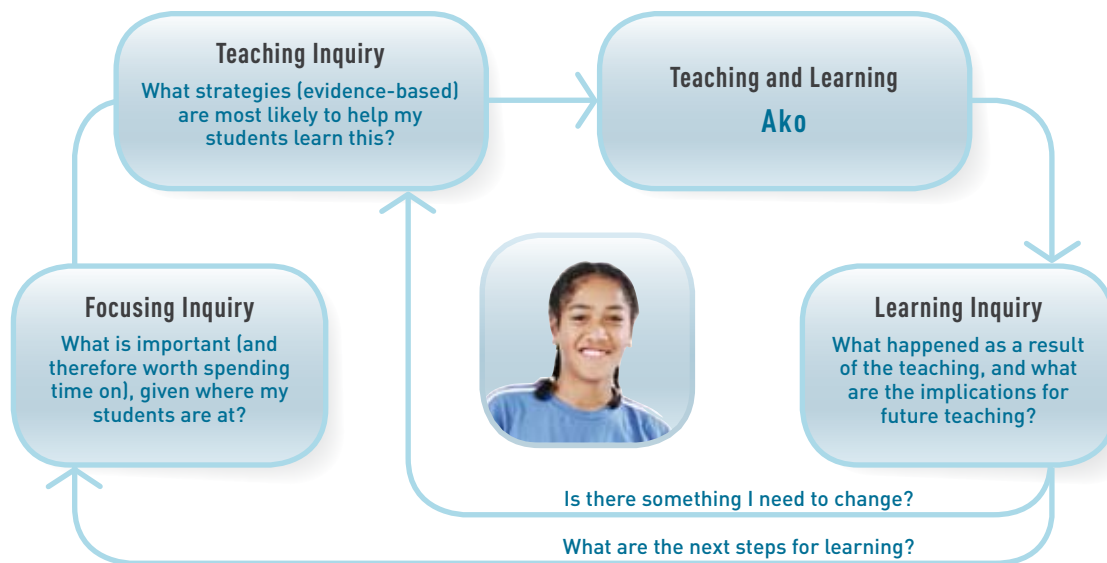 Teaching Inquiry
What strategies (evidence-based)
are most likely to help my
students learn this?
Teaching and Learning
Ako
Focusing Inquiry
What is important (and
therefore worth spending
time on), given where my
students are at?
Learning Inquiry
What happened as a result
of the teaching, and what
are the implications for
future teaching?
Is there something I need to change?
What are the next steps for learning?